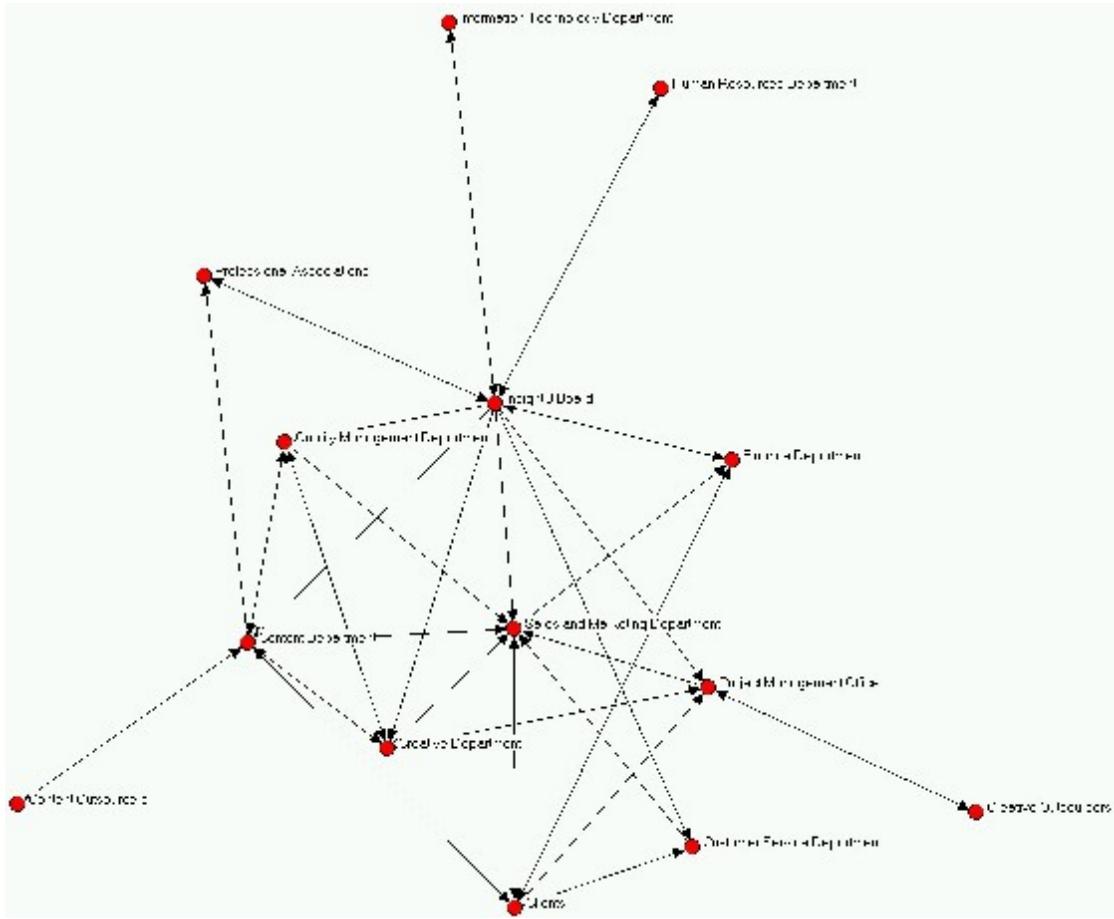 Information Technology Department
Human Resources Department
Professional Associations
Board
Quality Management Department
Finance Department
Sales and Marketing Department
Content Department
Project Management Office
Creative Department
Content Outsourcers
Creative
Customer Service Department
Clients